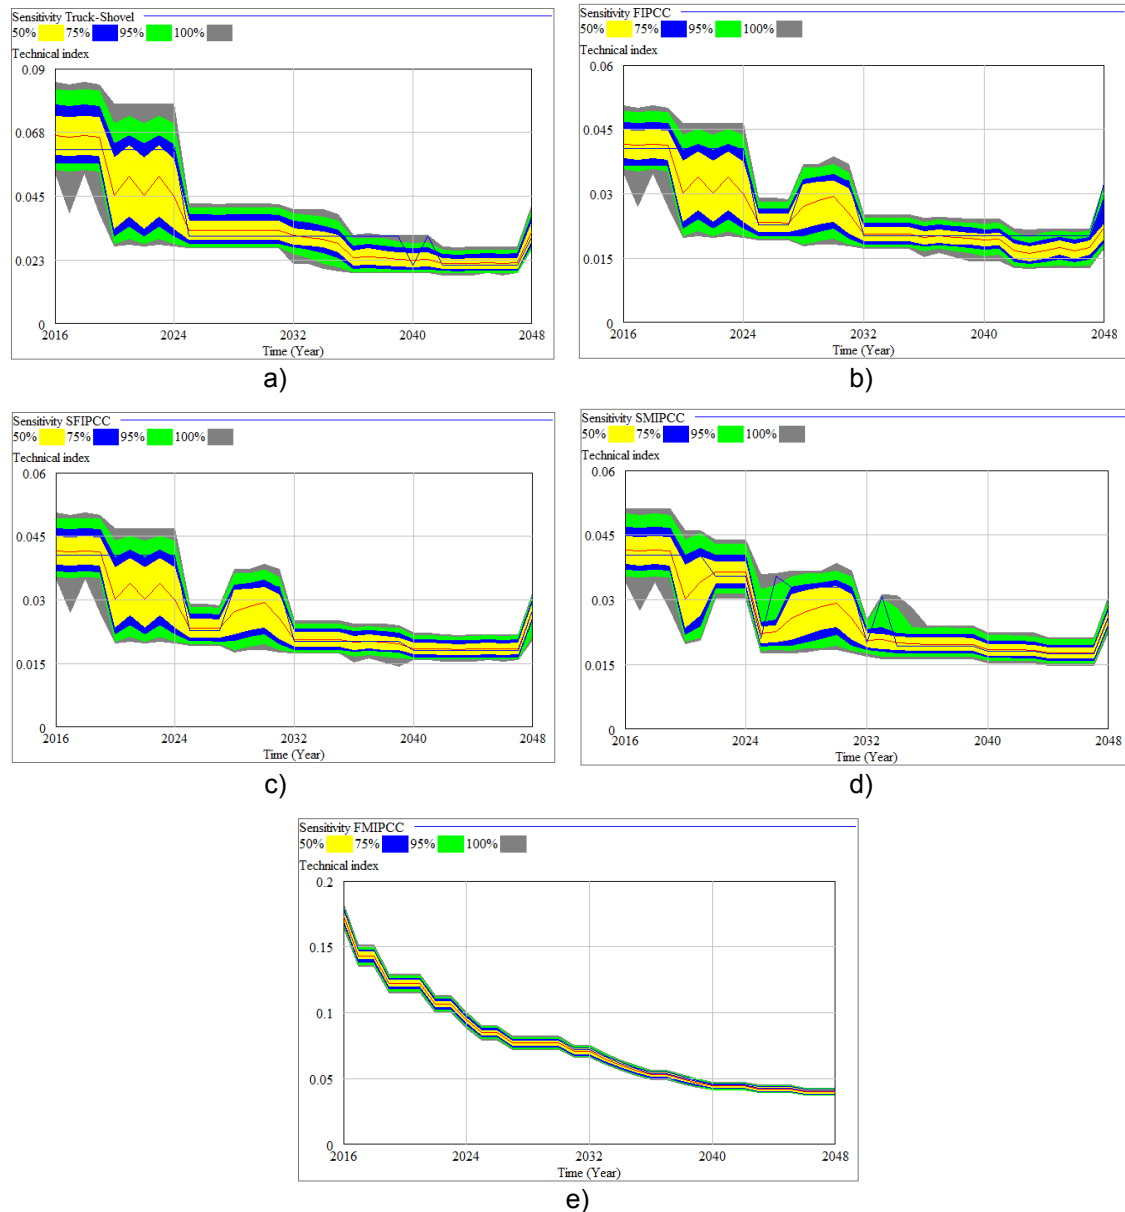 Sensitivity Truck-Shovel
50% 75% 95% 100%
Technical index
0.09
0.068
0.045
0.023
0
2016 2024 2032 2040 2048
Time (Year)
a)
Sensitivity FIPCC
50% 75% 95% 100%
Technical index
0.06
0.045
0.03
0.015
0
2016 2024 2032 2040 2048
Time (Year)
b)
Sensitivity SFIPCC
50% 75% 95% 100%
Technical index
0.06
0.045
0.03
0.015
0
2016 2024 2032 2040 2048
Time (Year)
c)
Sensitivity SMIPCC
50% 75% 95% 100%
Technical index
0.06
0.045
0.03
0.015
0
2016 2024 2032 2040 2048
Time (Year)
d)
Sensitivity FMIPCC
50% 75% 95% 100%
Technical index
0.2
0.15
0.1
0.05
0
2016 2024 2032 2040 2048
Time (Year)
e)